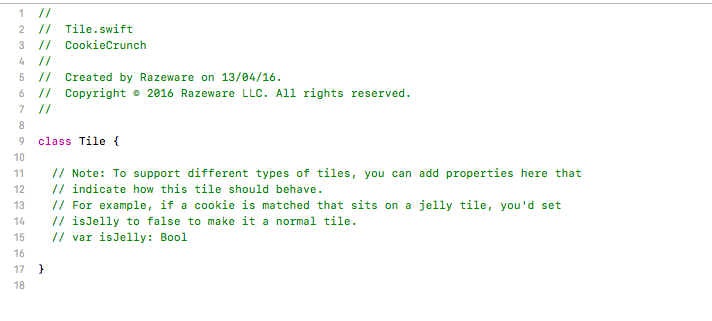 1 //
2 //  Tile.swift
3 //  CookieCrunch
4 //
5 //  Created by Razeware on 13/04/16.
6 //  Copyright © 2016 Razeware LLC. All rights reserved.
7 //
8
9 class Tile {
10
11   // Note: To support different types of tiles, you can add properties here that
12   // indicate how this tile should behave.
13   // For example, if a cookie is matched that sits on a jelly tile, you'd set
14   // isJelly to false to make it a normal tile.
15   // var isJelly: Bool
16
17 }
18